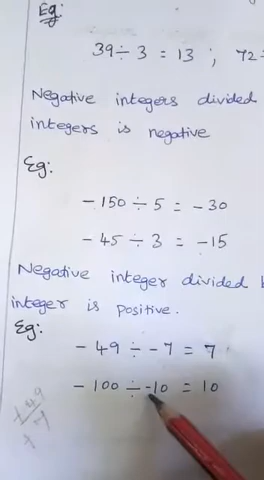 Eg:
39 ÷ 3 = 13 ; 72
Negative integers divided
integers is negative
Eg:
- 150 ÷ 5 = - 30
- 45 ÷ 3 = - 15
Negative integer divided
integer is positive.
Eg:
- 49 ÷ - 7 = 7
- 100 ÷ -10 = 10